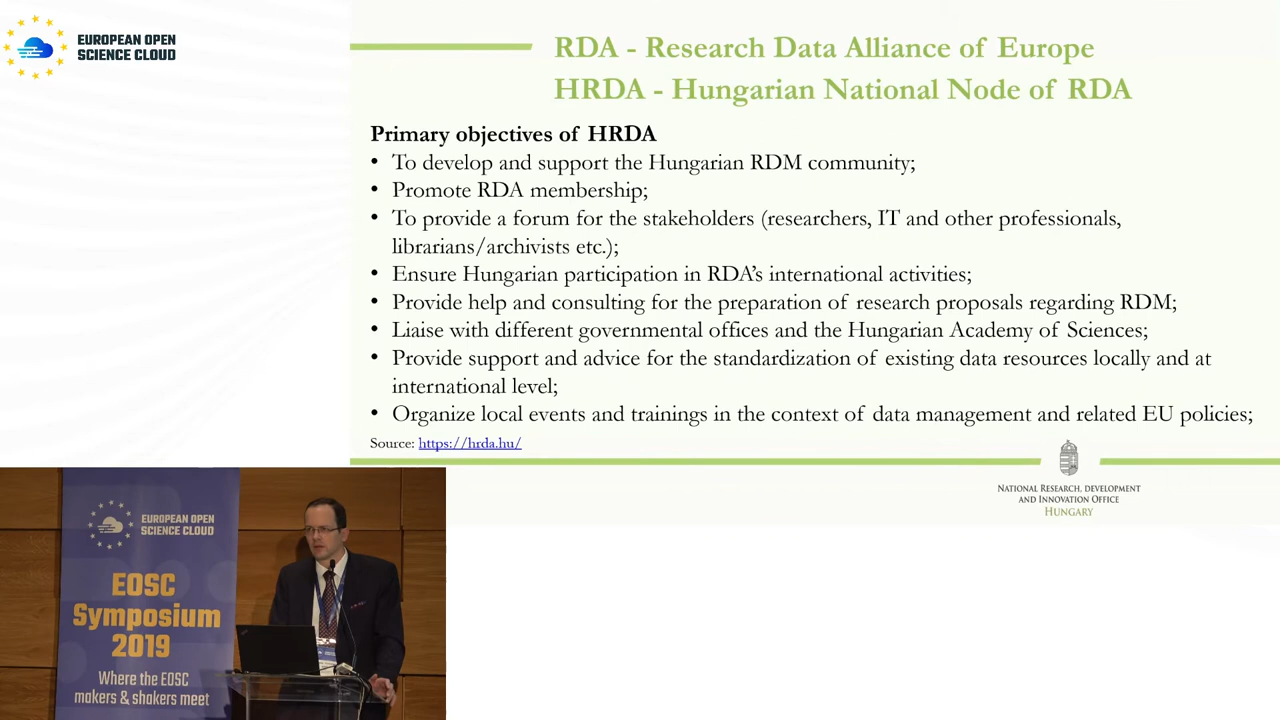 EUROPEAN OPEN
SCIENCE CLOUD
RDA - Research Data Alliance of Europe
HRDA - Hungarian National Node of RDA
Primary objectives of HRDA
• To develop and support the Hungarian RDM community;
• Promote RDA membership;
• To provide a forum for the stakeholders (researchers, IT and other professionals,
librarians/archivists etc.);
• Ensure Hungarian participation in RDA's international activities;
• Provide help and consulting for the preparation of research proposals regarding RDM;
• Liaise with different governmental offices and the Hungarian Academy of Sciences;
• Provide support and advice for the standardization of existing data resources locally and at
international level;
• Organize local events and trainings in the context of data management and related EU policies;
Source: https://hrda.hu/
NATIONAL RESEARCH, DEVELOPMENT
AND INNOVATION OFFICE
HUNGARY
EUROPEAN OPEN
SCIENCE CLOUD
EOSC
Symposium
2019
Where the EOSC
makers & shakers meet